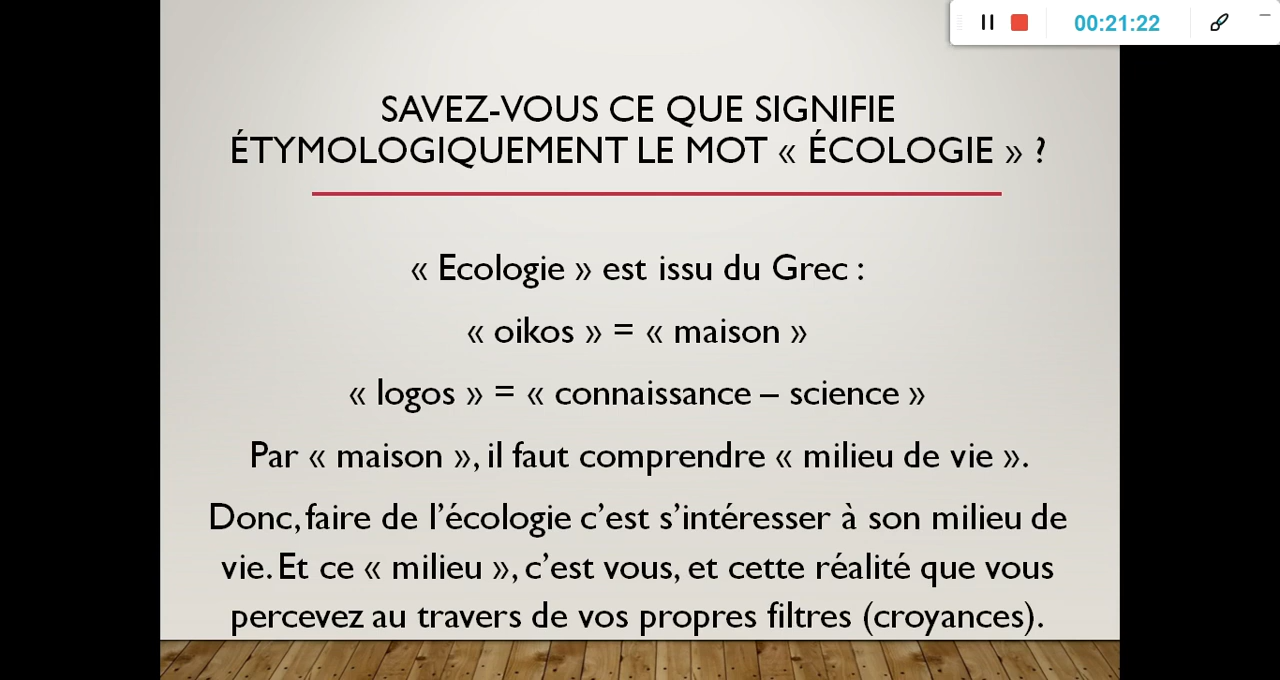 00:21:22
SAVEZ-VOUS CE QUE SIGNIFIE
ÉTYMOLOGIQUEMENT LE MOT « ÉCOLOGIE » ?
« Ecologie » est issu du Grec :
« oikos » = « maison »
« logos » = « connaissance – science »
Par « maison », il faut comprendre « milieu de vie ».
Donc, faire de l’écologie c’est s’intéresser à son milieu de
vie. Et ce « milieu », c’est vous, et cette réalité que vous
percevez au travers de vos propres filtres (croyances).